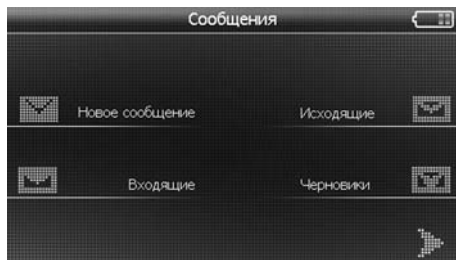 Сообщения
Новое сообщение
Исходящие
Входящие
Черновики